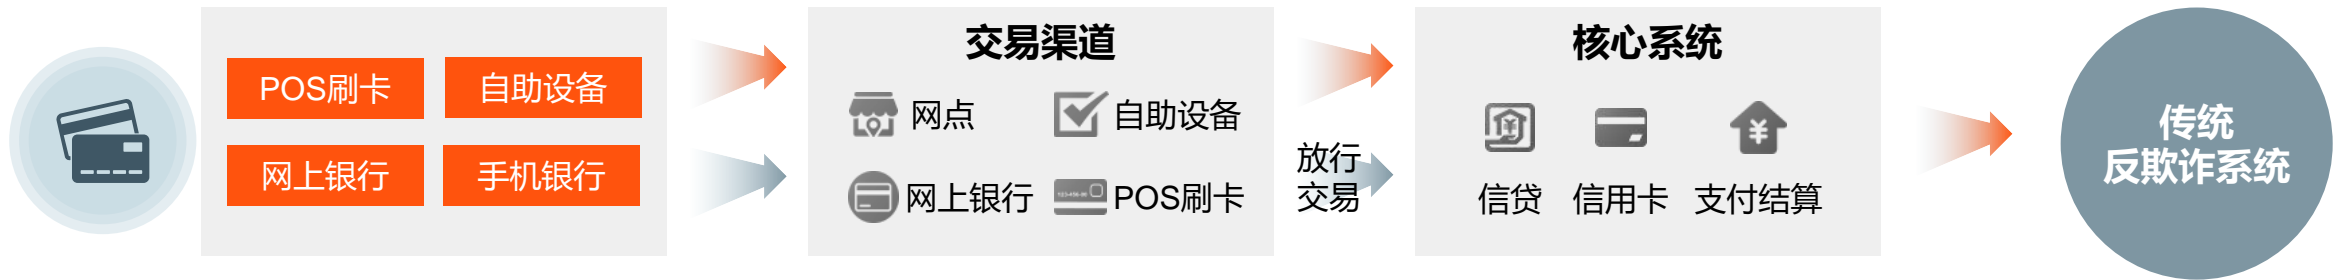 POS刷卡
自助设备
网上银行
手机银行
交易渠道
网点
自助设备
网上银行
POS刷卡
放行
交易
核心系统
信贷
信用卡
支付结算
传统
反欺诈系统